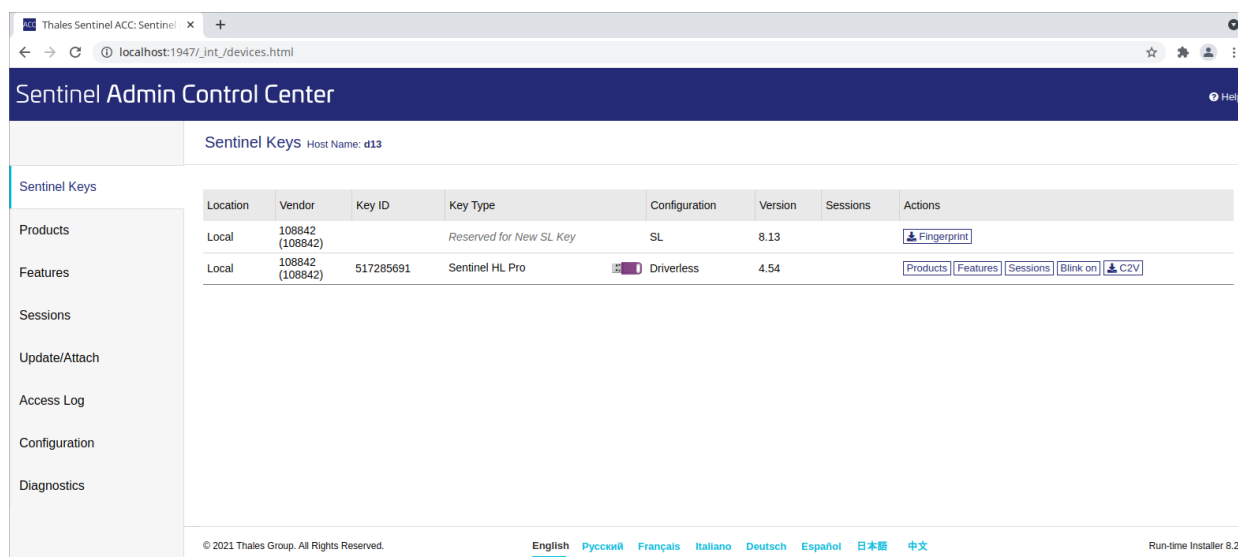 Thales Sentinel ACC: Sentinel
localhost:1947/_int_/devices.html
Sentinel Admin Control Center
Help
Sentinel Keys Host Name: d13
Sentinel Keys
Products
Features
Sessions
Update/Attach
Access Log
Configuration
Diagnostics
Location Vendor Key ID Key Type Configuration Version Sessions Actions
Local 108842 (108842) Reserved for New SL Key SL 8.13 Fingerprint
Local 108842 (108842) 517285691 Sentinel HL Pro Driverless 4.54 Products Features Sessions Blink on C2V
© 2021 Thales Group. All Rights Reserved. English Русский Français Italiano Deutsch Español 日本語 中文 Run-time Installer 8.2